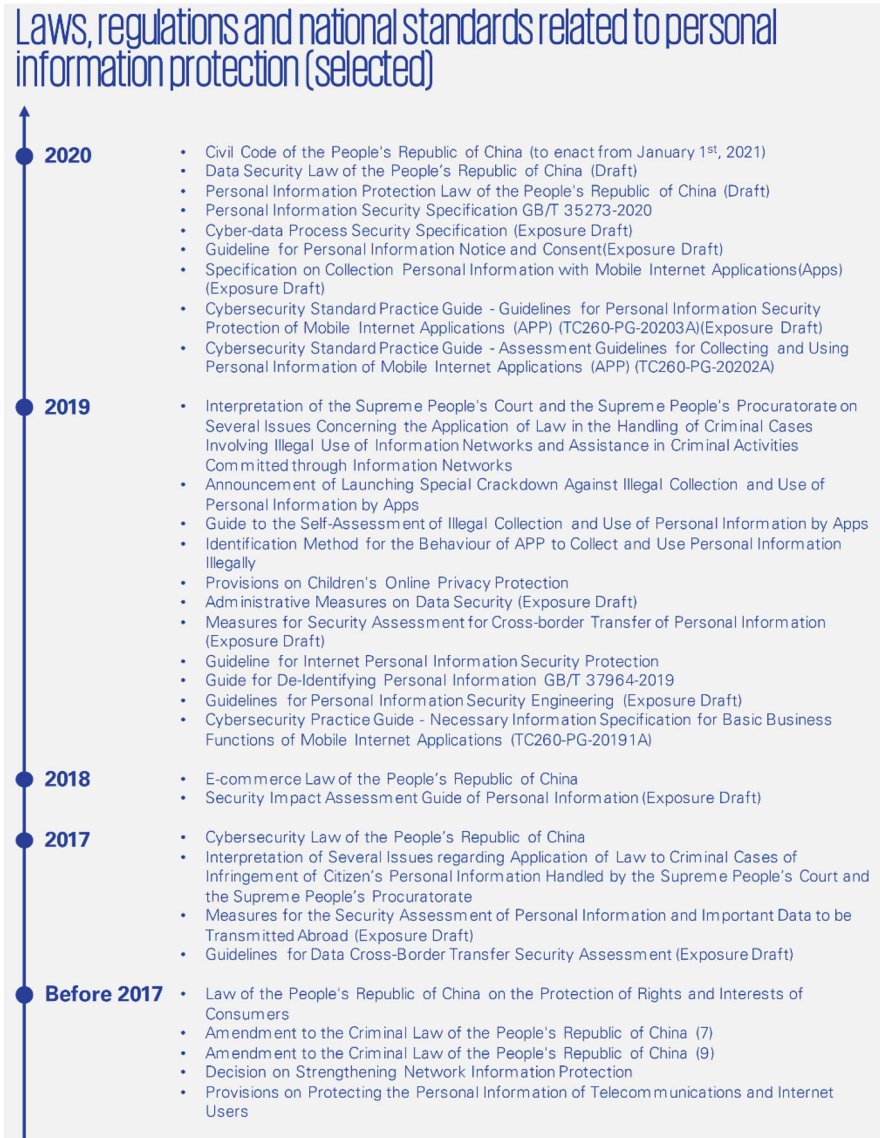 Laws, regulations and national standards related to personal
information protection (selected)
2020
• Civil Code of the People's Republic of China (to enact from January 1st, 2021)
• Data Security Law of the People's Republic of China (Draft)
• Personal Information Protection Law of the People's Republic of China (Draft)
• Personal Information Security Specification GB/T 35273-2020
• Cyber-data Process Security Specification (Exposure Draft)
• Guideline for Personal Information Notice and Consent(Exposure Draft)
• Specification on Collection Personal Information with Mobile Internet Applications(Apps)
(Exposure Draft)
• Cybersecurity Standard Practice Guide - Guidelines for Personal Information Security
Protection of Mobile Internet Applications (APP) (TC260-PG-20203A)(Exposure Draft)
• Cybersecurity Standard Practice Guide - Assessment Guidelines for Collecting and Using
Personal Information of Mobile Internet Applications (APP) (TC260-PG-20202A)
2019
• Interpretation of the Supreme People's Court and the Supreme People's Procuratorate on
Several Issues Concerning the Application of Law in the Handling of Criminal Cases
Involving Illegal Use of Information Networks and Assistance in Criminal Activities
Committed through Information Networks
• Announcement of Launching Special Crackdown Against Illegal Collection and Use of
Personal Information by Apps
• Guide to the Self-Assessment of Illegal Collection and Use of Personal Information by Apps
• Identification Method for the Behaviour of APP to Collect and Use Personal Information
Illegally
• Provisions on Children's Online Privacy Protection
• Administrative Measures on Data Security (Exposure Draft)
• Measures for Security Assessment for Cross-border Transfer of Personal Information
(Exposure Draft)
• Guideline for Internet Personal Information Security Protection
• Guide for De-Identifying Personal Information GB/T 37964-2019
• Guidelines for Personal Information Security Engineering (Exposure Draft)
• Cybersecurity Practice Guide - Necessary Information Specification for Basic Business
Functions of Mobile Internet Applications (TC260-PG-20191A)
2018
• E-commerce Law of the People's Republic of China
• Security Impact Assessment Guide of Personal Information (Exposure Draft)
2017
• Cybersecurity Law of the People's Republic of China
• Interpretation of Several Issues regarding Application of Law to Criminal Cases of
Infringement of Citizen's Personal Information Handled by the Supreme People's Court and
the Supreme People's Procuratorate
• Measures for the Security Assessment of Personal Information and Important Data to be
Transmitted Abroad (Exposure Draft)
• Guidelines for Data Cross-Border Transfer Security Assessment (Exposure Draft)
Before 2017
• Law of the People's Republic of China on the Protection of Rights and Interests of
Consumers
• Amendment to the Criminal Law of the People's Republic of China (7)
• Amendment to the Criminal Law of the People's Republic of China (9)
• Decision on Strengthening Network Information Protection
• Provisions on Protecting the Personal Information of Telecommunications and Internet
Users